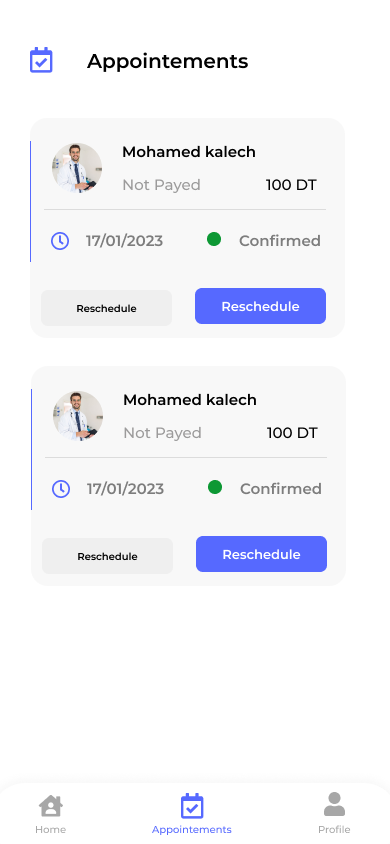 Appointements
Mohamed kalech
Not Payed 100 DT
17/01/2023 Confirmed
Reschedule Reschedule
Mohamed kalech
Not Payed 100 DT
17/01/2023 Confirmed
Reschedule Reschedule
Home Appointements Profile